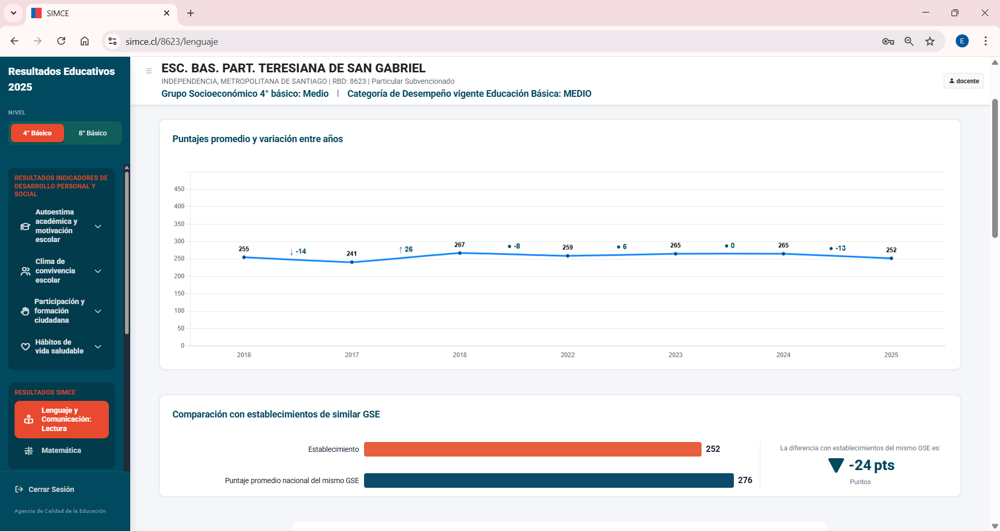 SIMCE
simce.cl/8623/lenguaje
E
Resultados Educativos
2025
NIVEL
4° Básico
8° Básico
RESULTADOS INDICADORES DE
DESARROLLO PERSONAL Y
SOCIAL
Autoestima
académica y
motivación
escolar
Clima de
convivencia
escolar
Participación y
formación
ciudadana
Hábitos de
vida saludable
RESULTADOS SIMCE
Lenguaje y
Comunicación:
Lectura
Matemática
Cerrar Sesión
Agencia de Calidad de la Educación
ESC. BAS. PART. TERESIANA DE SAN GABRIEL
INDEPENDENCIA, METROPOLITANA DE SANTIAGO | RBD: 8623 | Particular Subvencionado
Grupo Socioeconómico 4° básico: Medio | Categoría de Desempeño vigente Educación Básica: MEDIO
docente
Puntajes promedio y variación entre años
450
400
350
300
250
200
150
100
50
0
255 ↓ -14 241 ↑ 26 267 • -8 259 • 6 265 • 0 265 • -13 252
2016 2017 2018 2022 2023 2024 2025
Comparación con establecimientos de similar GSE
Establecimiento 252
Puntaje promedio nacional del mismo GSE 276
La diferencia con establecimientos del mismo GSE es:
▼ -24 pts
Puntos